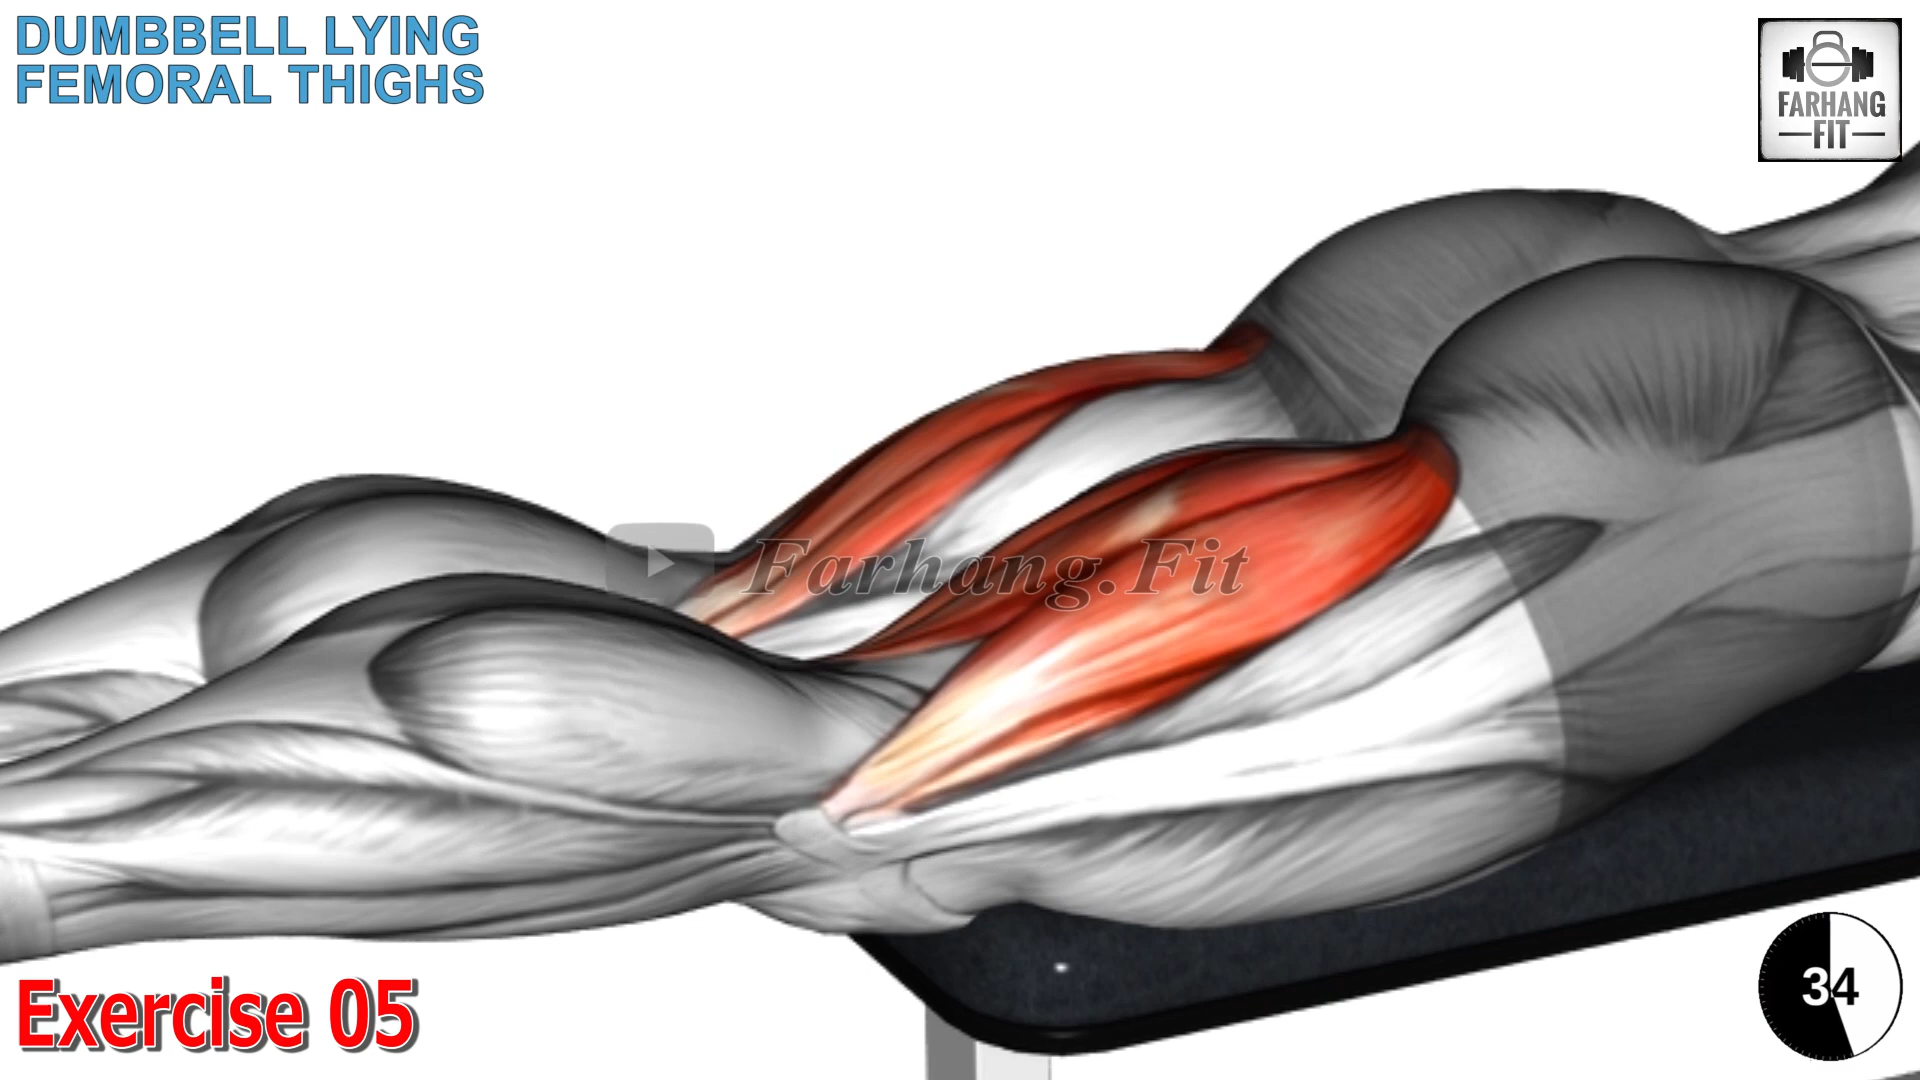 DUMBBELL LYING
FEMORAL THIGHS
FARHANG
FIT
Farhang.Fit
Exercise 05
34